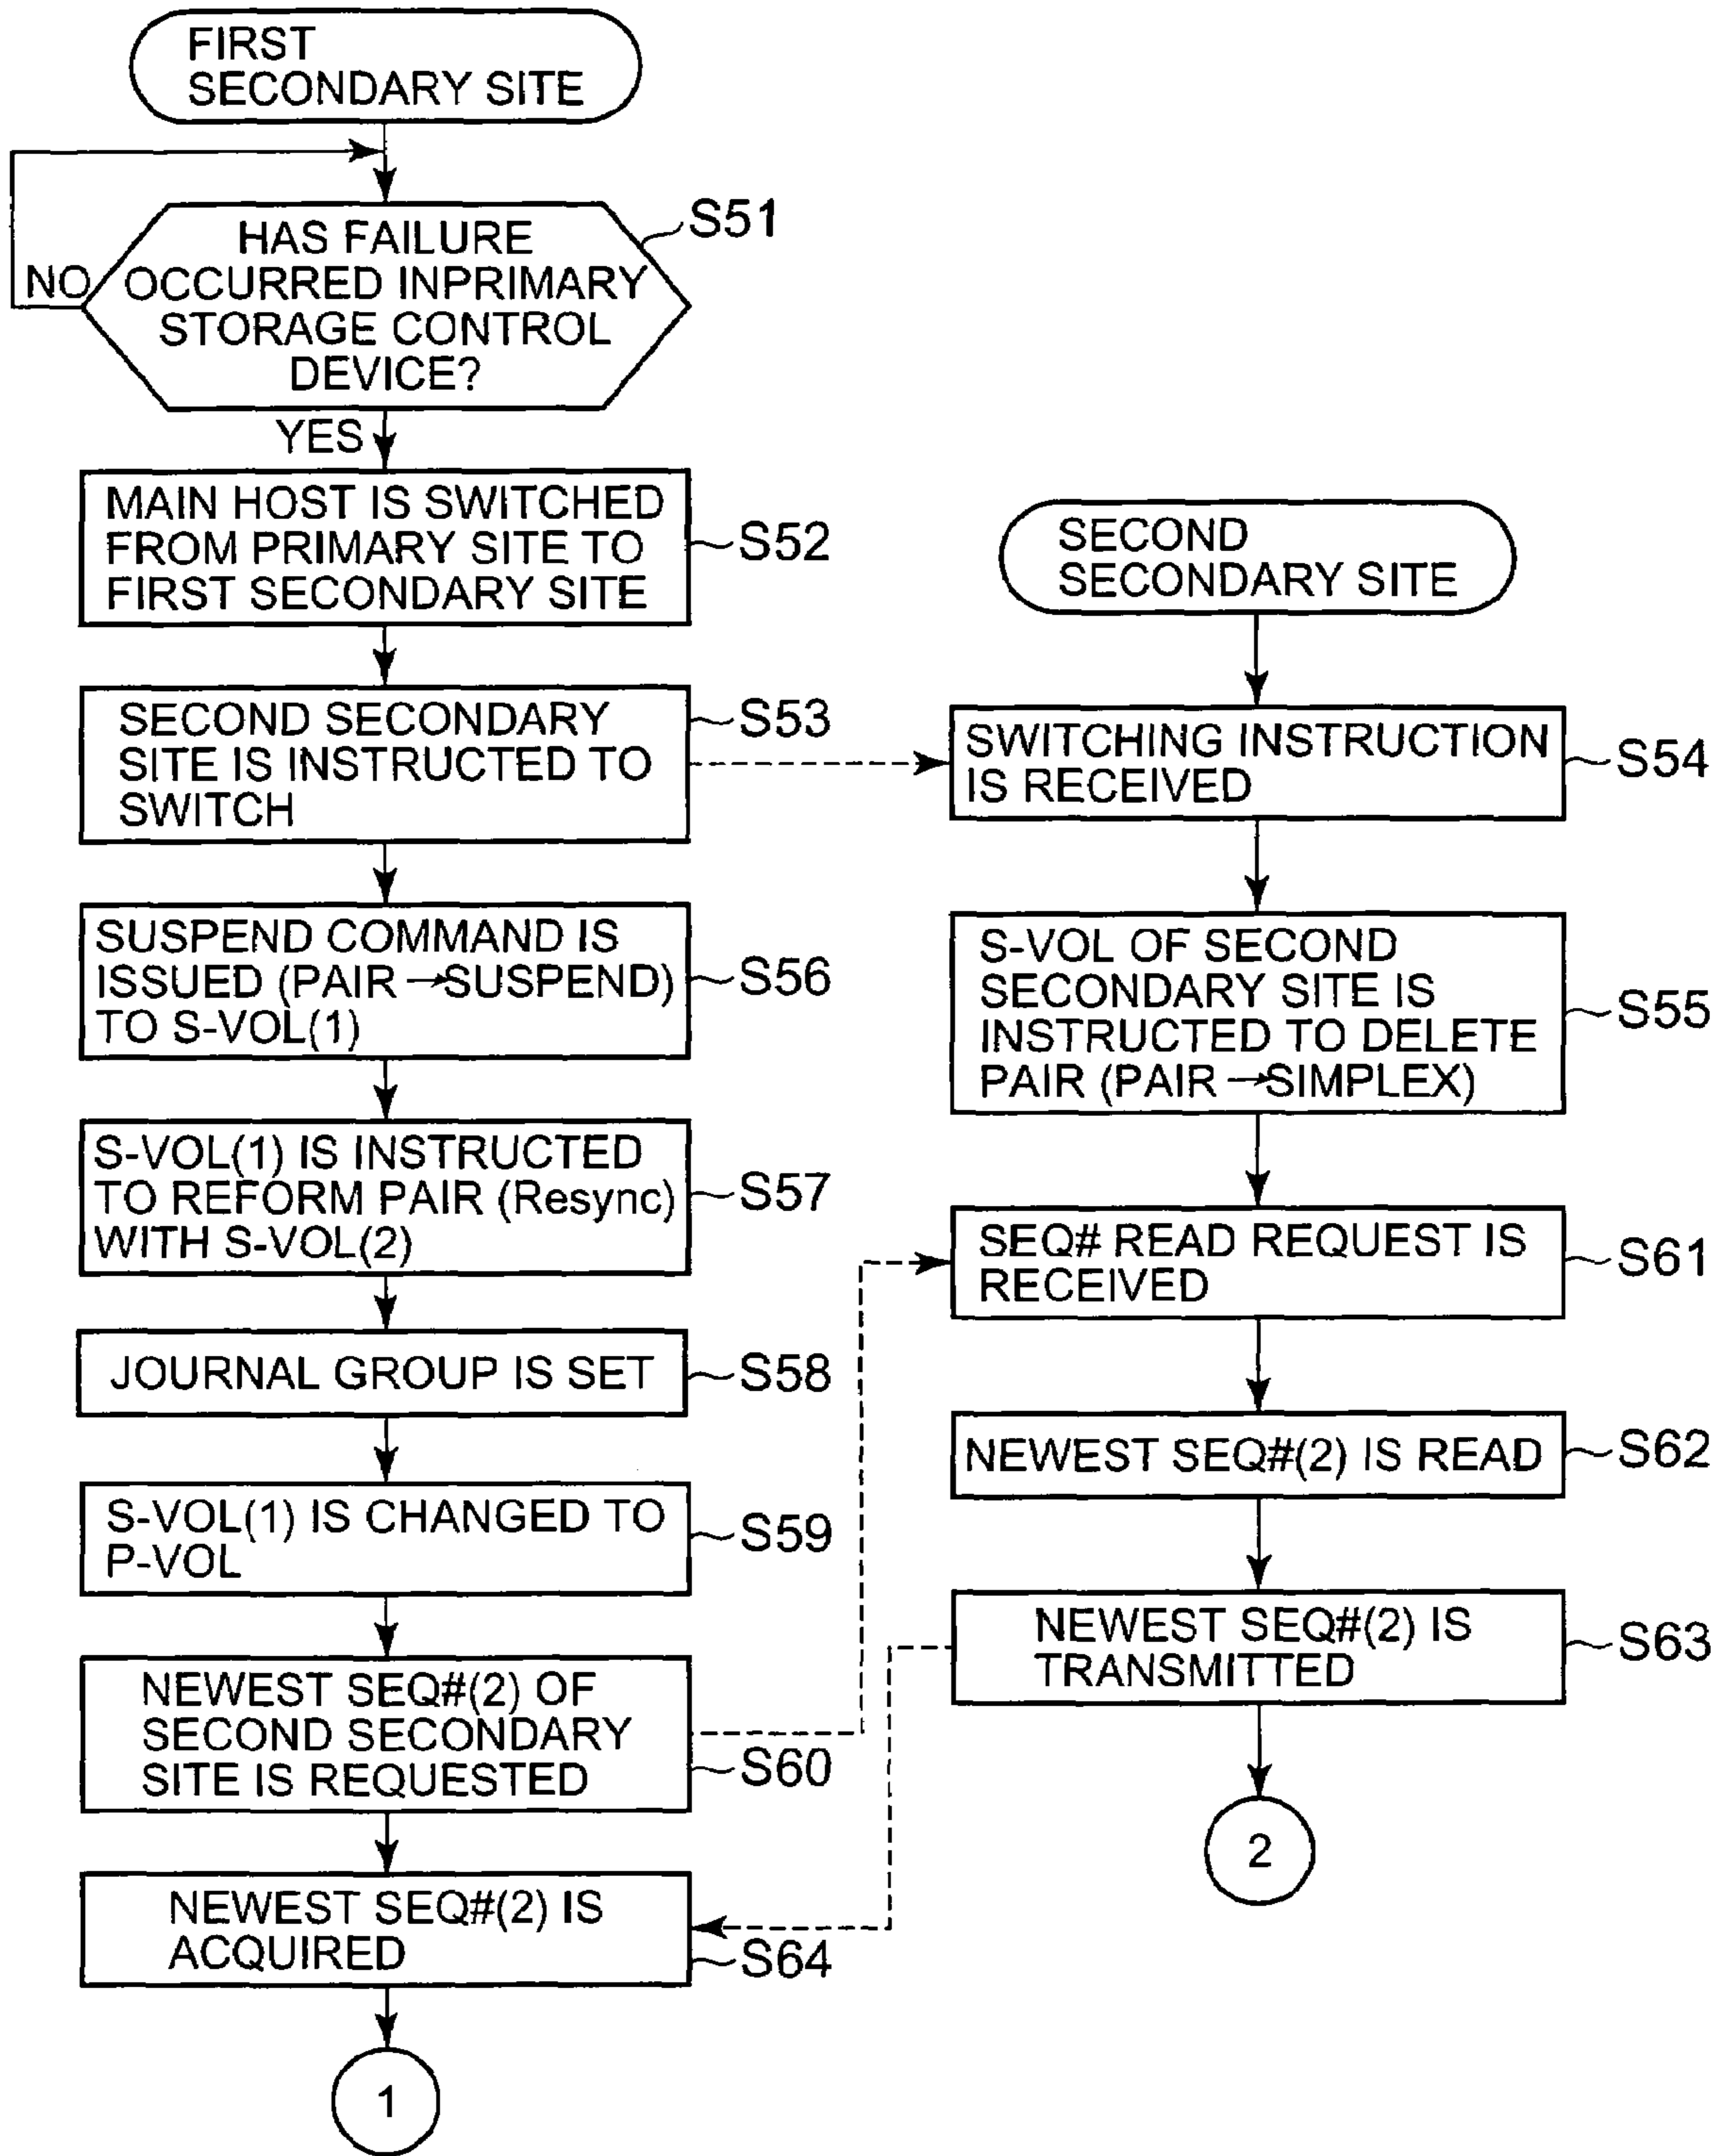 FIRST
SECONDARY SITE
HAS FAILURE
OCCURRED INPRIMARY
STORAGE CONTROL
DEVICE?
S51
NO
YES
MAIN HOST IS SWITCHED
FROM PRIMARY SITE TO
FIRST SECONDARY SITE
S52
SECOND SECONDARY
SITE IS INSTRUCTED TO
SWITCH
S53
SUSPEND COMMAND IS
ISSUED (PAIR→SUSPEND)
TO S-VOL(1)
S56
S-VOL(1) IS INSTRUCTED
TO REFORM PAIR (Resync)
WITH S-VOL(2)
S57
JOURNAL GROUP IS SET
S58
S-VOL(1) IS CHANGED TO
P-VOL
S59
NEWEST SEQ#(2) OF
SECOND SECONDARY
SITE IS REQUESTED
S60
NEWEST SEQ#(2) IS
ACQUIRED
S64
1
SECOND
SECONDARY SITE
SWITCHING INSTRUCTION
IS RECEIVED
S54
S-VOL OF SECOND
SECONDARY SITE IS
INSTRUCTED TO DELETE
PAIR (PAIR→SIMPLEX)
S55
SEQ# READ REQUEST IS
RECEIVED
S61
NEWEST SEQ#(2) IS READ
S62
NEWEST SEQ#(2) IS
TRANSMITTED
S63
2